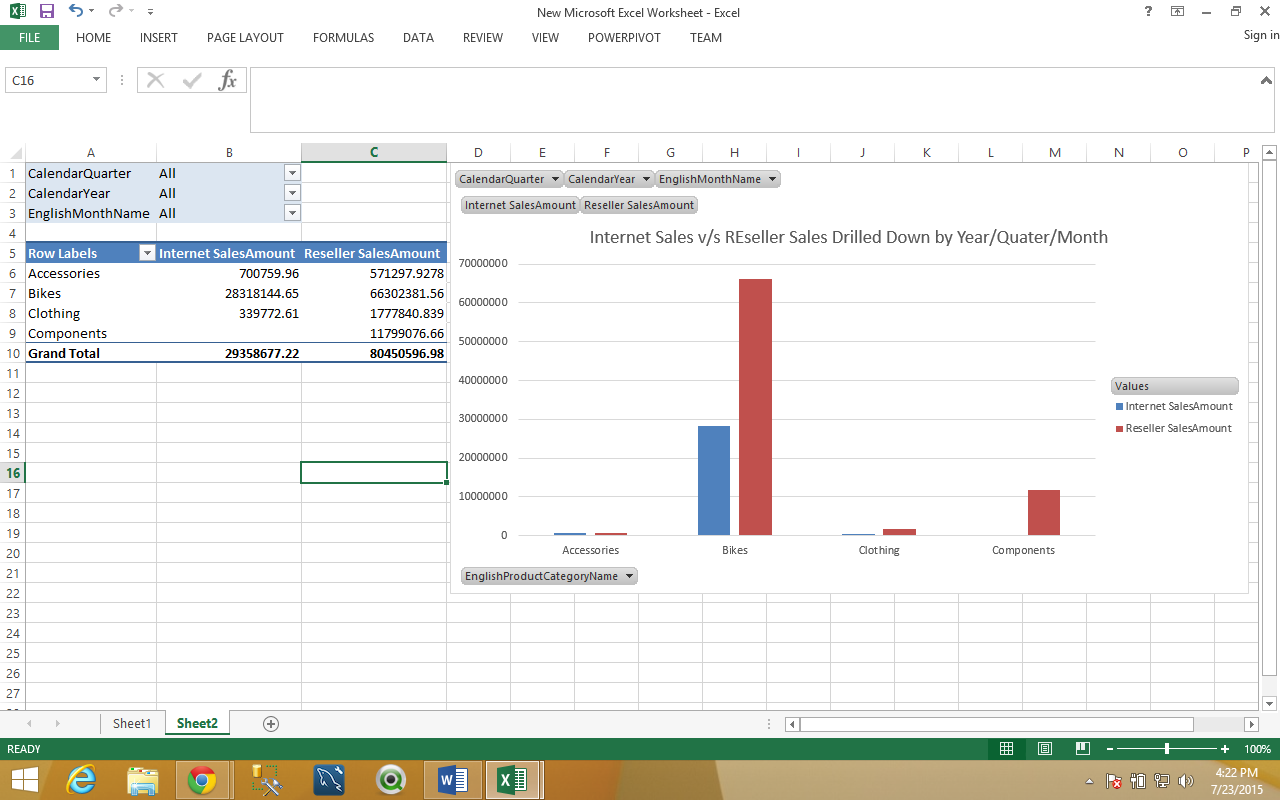 New Microsoft Excel Worksheet - Excel
FILE HOME INSERT PAGE LAYOUT FORMULAS DATA REVIEW VIEW POWERPIVOT TEAM Sign in
C16 fx
A B C D E F G H I J K L M N O P
1 CalendarQuarter All
2 CalendarYear All
3 EnglishMonthName All
4
5 Row Labels Internet SalesAmount Reseller SalesAmount
6 Accessories 700759.96 571297.9278
7 Bikes 28318144.65 66302381.56
8 Clothing 339772.61 1777840.839
9 Components 11799076.66
10 Grand Total 29358677.22 80450596.98
11
12
13
14
15
16
17
18
19
20
21
22
23
24
25
26
27
CalendarQuarter CalendarYear EnglishMonthName
Internet SalesAmount Reseller SalesAmount
Internet Sales v/s REseller Sales Drilled Down by Year/Quater/Month
70000000
60000000
50000000
40000000
30000000
20000000
10000000
0
Accessories Bikes Clothing Components
EnglishProductCategoryName
Values
Internet SalesAmount
Reseller SalesAmount
Sheet1 Sheet2
READY 100%
4:22 PM
7/23/2015